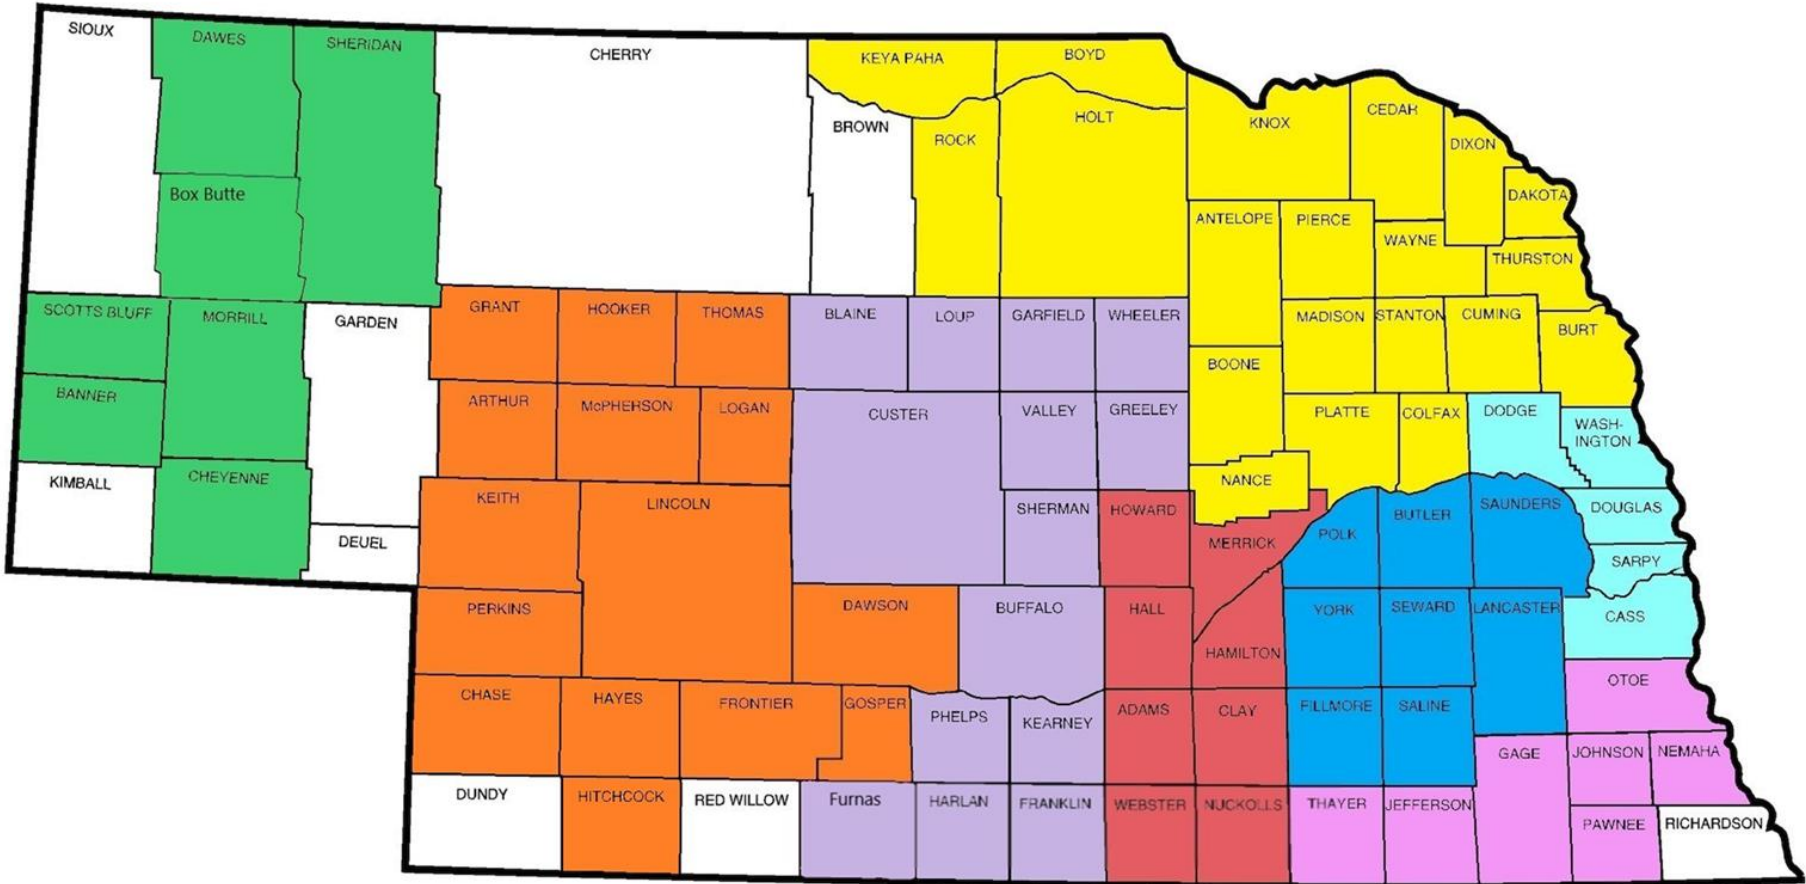 SIOUX
DAWES
SHERIDAN
CHERRY
KEYA PAHA
BOYD
BROWN
ROCK
HOLT
KNOX
CEDAR
DIXON
DAKOTA
Box Butte
ANTELOPE
PIERCE
WAYNE
THURSTON
SCOTTS BLUFF
MORRILL
GARDEN
GRANT
HOOKER
THOMAS
BLAINE
LOUP
GARFIELD
WHEELER
MADISON
STANTON
CUMING
BURT
BANNER
BOONE
ARTHUR
McPHERSON
LOGAN
CUSTER
VALLEY
GREELEY
PLATTE
COLFAX
DODGE
WASH-
INGTON
KIMBALL
CHEYENNE
KEITH
LINCOLN
NANCE
SHERMAN
HOWARD
SAUNDERS
DOUGLAS
BUTLER
DEUEL
MERRICK
POLK
SARPY
PERKINS
DAWSON
BUFFALO
HALL
YORK
SEWARD
LANCASTER
CASS
HAMILTON
CHASE
HAYES
FRONTIER
GOSPER
PHELPS
KEARNEY
ADAMS
CLAY
FILLMORE
SALINE
OTOE
GAGE
JOHNSON
NEMAHA
DUNDY
HITCHCOCK
RED WILLOW
Furnas
HARLAN
FRANKLIN
WEBSTER
NUCKOLLS
THAYER
JEFFERSON
PAWNEE
RICHARDSON